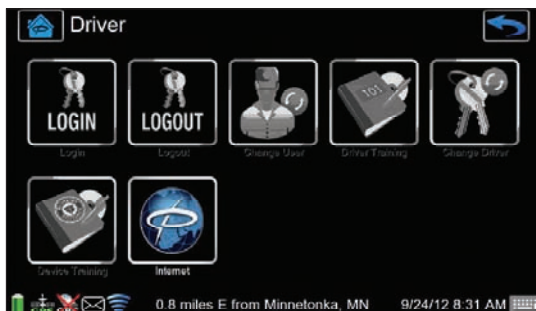 Driver
LOGIN
LOGOUT
101
Login
Logout
Change User
Driver Training
Change Driver
Device Training
Internet
0.8 miles E from Minnetonka, MN
9/24/12 8:31 AM